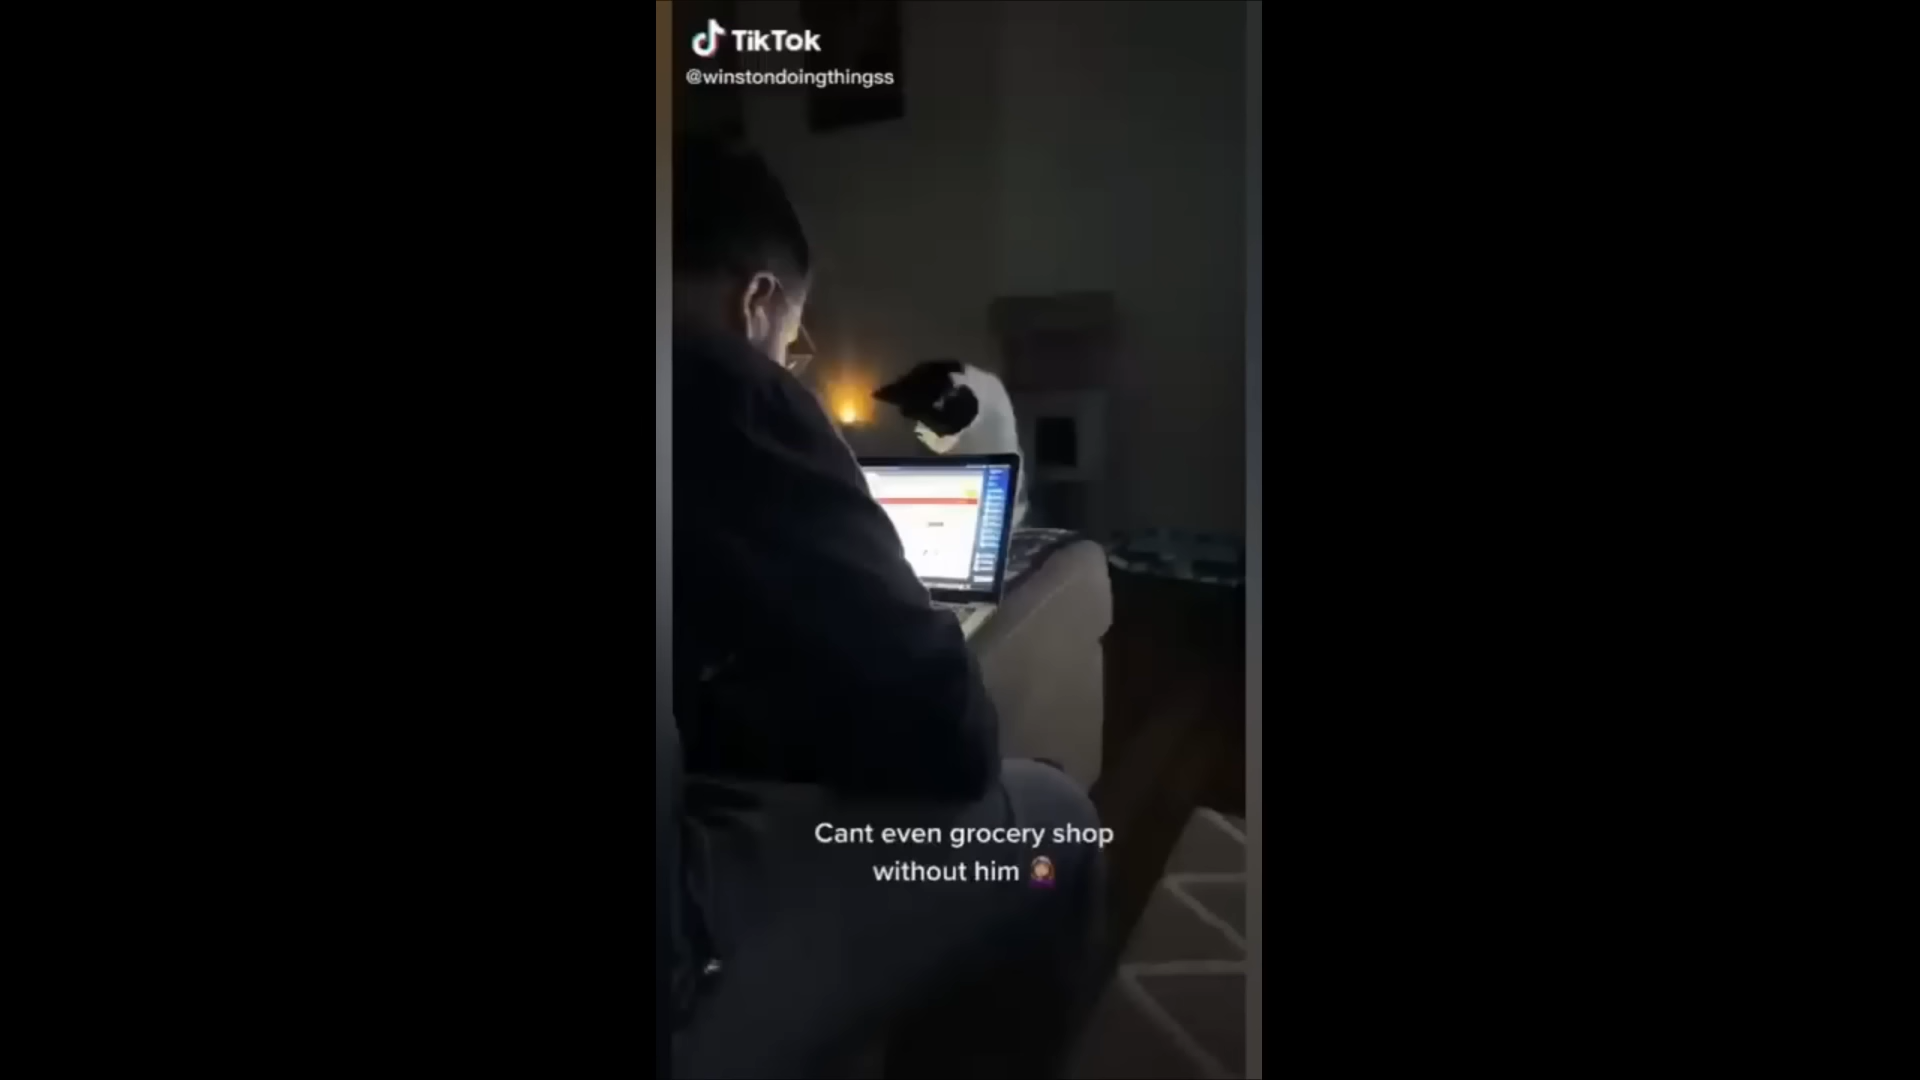 TikTok
@winstondoingthingss
Cant even grocery shop
without him 🤷🏼‍♀️